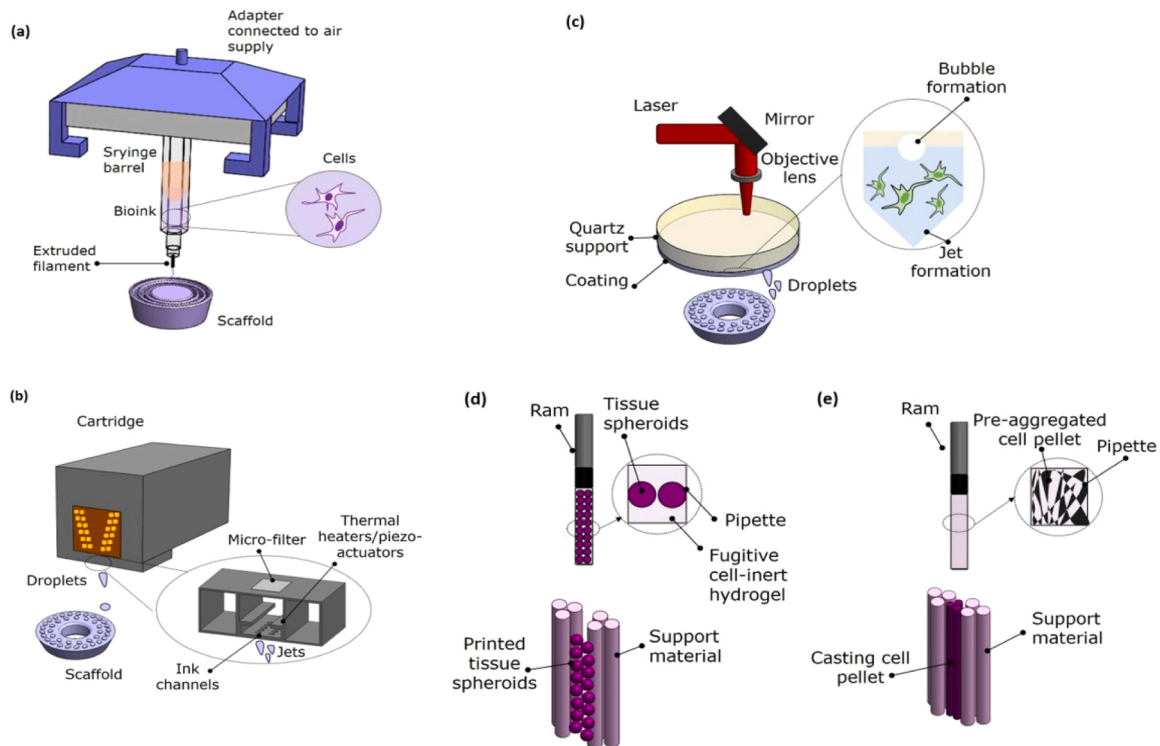 (a)
Adapter
connected to air
supply
Sryinge
barrel
Cells
Bioink
Extruded
filament
Scaffold
(c)
Bubble
formation
Laser
Mirror
Objective
lens
Quartz
support
Coating
Jet
formation
Droplets
(b)
Cartridge
Thermal
heaters/piezo-
actuators
Micro-filter
Droplets
Scaffold
Ink
channels
Jets
(d)
Ram
Tissue
spheroids
Pipette
Fugitive
cell-inert
hydrogel
Printed
tissue
spheroids
Support
material
(e)
Ram
Pre-aggregated
cell pellet
Pipette
Casting cell
pellet
Support
material